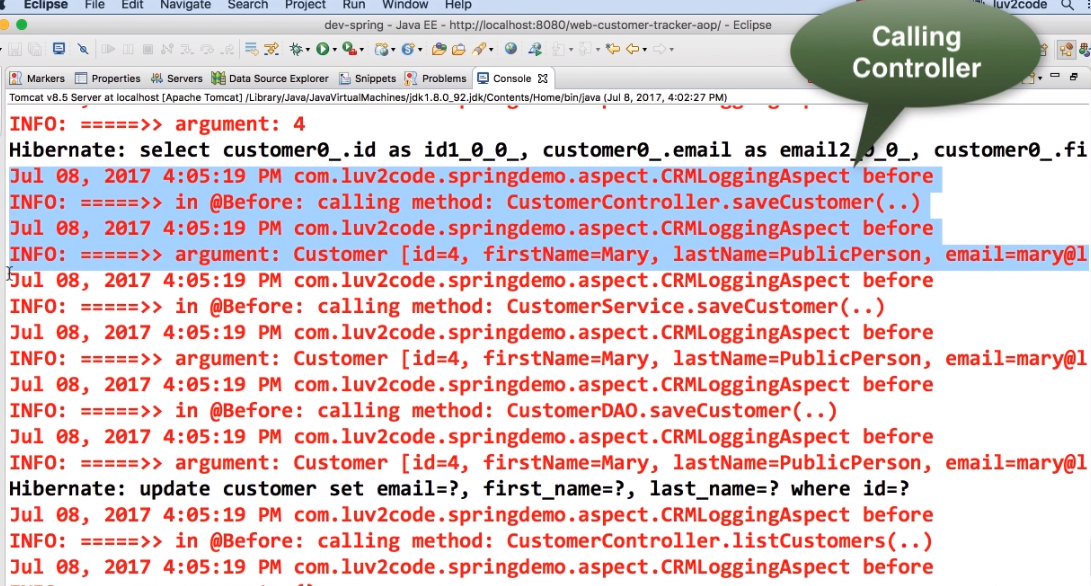 Eclipse File Edit Navigate Search Project Run Window Help luv2code
dev-spring - Java EE - http://localhost:8080/web-customer-tracker-aop/ - Eclipse
Calling
Controller
Markers Properties Servers Data Source Explorer Snippets Problems Console
Tomcat v8.5 Server at localhost [Apache Tomcat] /Library/Java/JavaVirtualMachines/jdk1.8.0_92.jdk/Contents/Home/bin/java (Jul 8, 2017, 4:02:27 PM)
INFO: =====>> argument: 4
Hibernate: select customer0_.id as id1_0_0_, customer0_.email as email2_0_0_, customer0_.fi
Jul 08, 2017 4:05:19 PM com.luv2code.springdemo.aspect.CRMLoggingAspect before
INFO: =====>> in @Before: calling method: CustomerController.saveCustomer(..)
Jul 08, 2017 4:05:19 PM com.luv2code.springdemo.aspect.CRMLoggingAspect before
INFO: =====>> argument: Customer [id=4, firstName=Mary, lastName=PublicPerson, email=mary@l
Jul 08, 2017 4:05:19 PM com.luv2code.springdemo.aspect.CRMLoggingAspect before
INFO: =====>> in @Before: calling method: CustomerService.saveCustomer(..)
Jul 08, 2017 4:05:19 PM com.luv2code.springdemo.aspect.CRMLoggingAspect before
INFO: =====>> argument: Customer [id=4, firstName=Mary, lastName=PublicPerson, email=mary@l
Jul 08, 2017 4:05:19 PM com.luv2code.springdemo.aspect.CRMLoggingAspect before
INFO: =====>> in @Before: calling method: CustomerDAO.saveCustomer(..)
Jul 08, 2017 4:05:19 PM com.luv2code.springdemo.aspect.CRMLoggingAspect before
INFO: =====>> argument: Customer [id=4, firstName=Mary, lastName=PublicPerson, email=mary@l
Hibernate: update customer set email=?, first_name=?, last_name=? where id=?
Jul 08, 2017 4:05:19 PM com.luv2code.springdemo.aspect.CRMLoggingAspect before
INFO: =====>> in @Before: calling method: CustomerController.listCustomers(..)
Jul 08, 2017 4:05:19 PM com.luv2code.springdemo.aspect.CRMLoggingAspect before